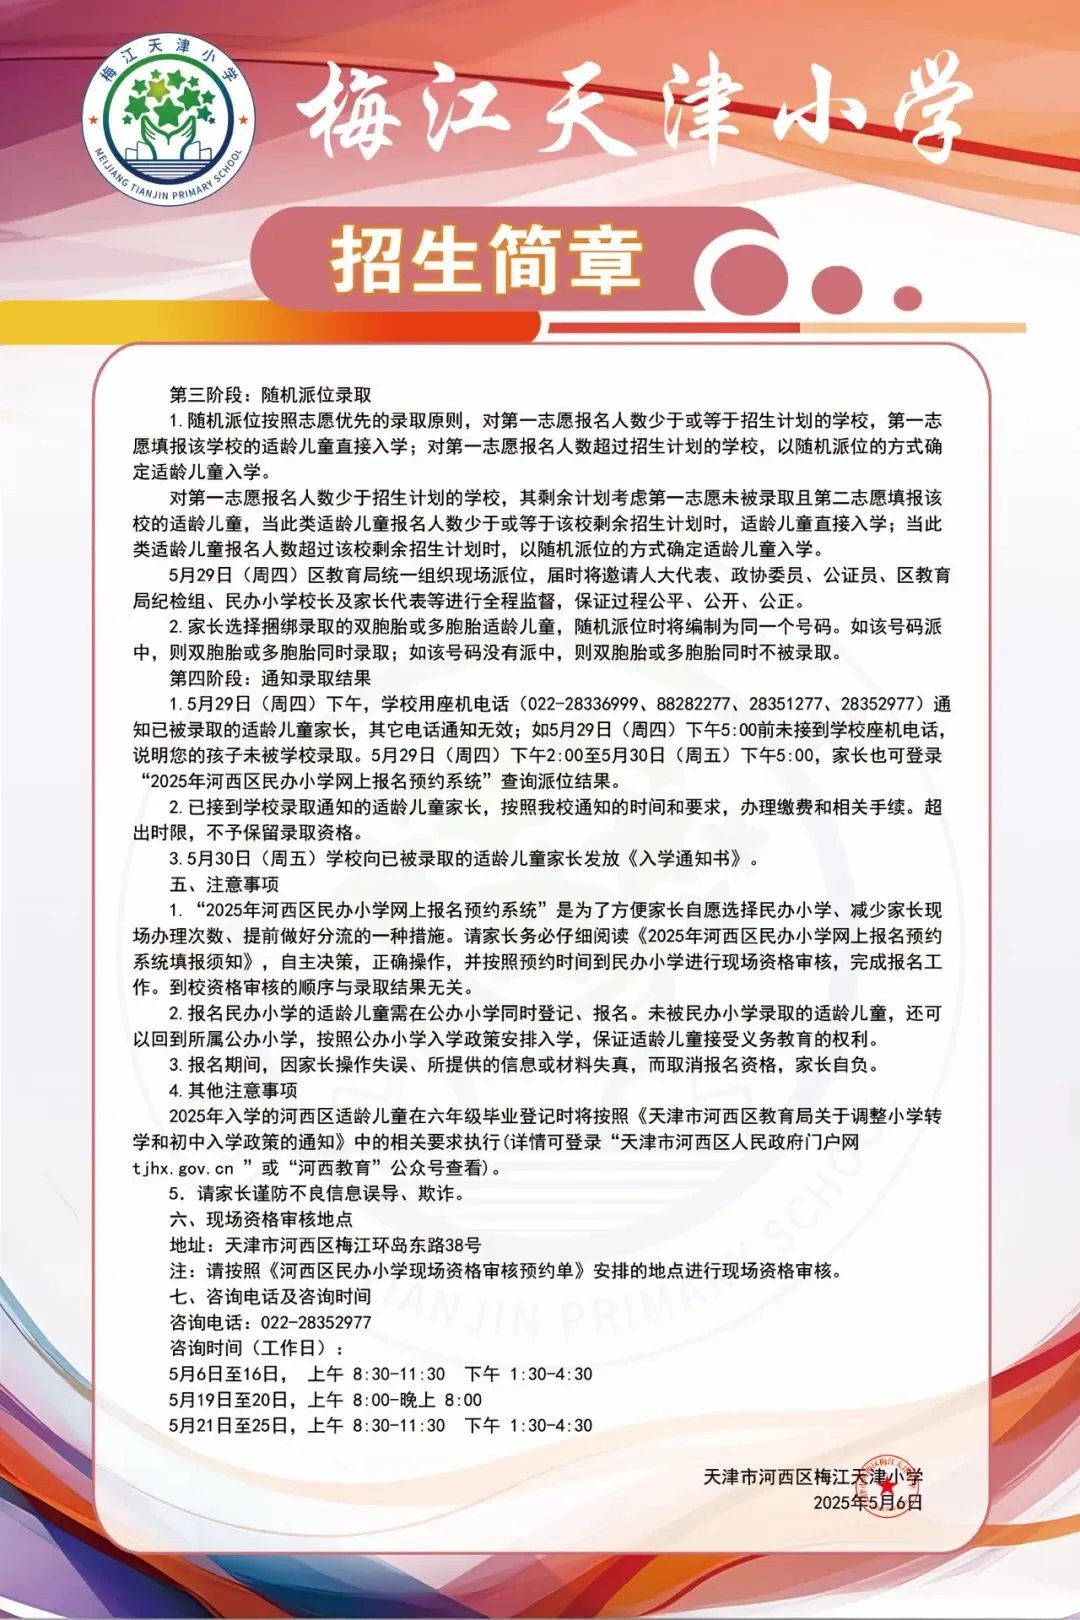 梅江天津小学
MEIJIANG TIANJIN PRIMARY SCHOOL
梅江天津小学
招生简章
第三阶段：随机派位录取
1.随机派位按照志愿优先的录取原则，对第一志愿报名人数少于或等于招生计划的学校，第一志
愿填报该学校的适龄儿童直接入学；对第一志愿报名人数超过招生计划的学校，以随机派位的方式确
定适龄儿童入学。
对第一志愿报名人数少于招生计划的学校，其剩余计划考虑第一志愿未被录取且第二志愿填报该
校的适龄儿童，当此类适龄儿童报名人数少于或等于该校剩余招生计划时，适龄儿童直接入学；当此
类适龄儿童报名人数超过该校剩余招生计划时，以随机派位的方式确定适龄儿童入学。
5月29日（周四）区教育局统一组织现场派位，届时将邀请人大代表、政协委员、公证员、区教育
局纪检组、民办小学校长及家长代表等进行全程监督，保证过程公平、公开、公正。
2.家长选择捆绑录取的双胞胎或多胞胎适龄儿童，随机派位时将编制为同一个号码。如该号码派
中，则双胞胎或多胞胎同时录取；如该号码没有派中，则双胞胎或多胞胎同时不被录取。
第四阶段：通知录取结果
1.5月29日（周四）下午，学校用座机电话（022-28336999、88282277、28351277、28352977）通
知已被录取的适龄儿童家长，其它电话通知无效；如5月29日（周四）下午5:00前未接到学校座机电话，
说明您的孩子未被学校录取。5月29日（周四）下午2:00至5月30日（周五）下午5:00，家长也可登录
“2025年河西区民办小学网上报名预约系统”查询派位结果。
2.已接到学校录取通知的适龄儿童家长，按照我校通知的时间和要求，办理缴费和相关手续。超
出时限，不予保留录取资格。
3.5月30日（周五）学校向已被录取的适龄儿童家长发放《入学通知书》。
五、注意事项
1.“2025年河西区民办小学网上报名预约系统”是为了方便家长自愿选择民办小学、减少家长现
场办理次数、提前做好分流的一种措施。请家长务必仔细阅读《2025年河西区民办小学网上报名预约
系统填报须知》，自主决策，正确操作，并按照预约时间到民办小学进行现场资格审核，完成报名工
作。到校资格审核的顺序与录取结果无关。
2.报名民办小学的适龄儿童需在公办小学同时登记、报名。未被民办小学录取的适龄儿童，还可
以回到所属公办小学，按照公办小学入学政策安排入学，保证适龄儿童接受义务教育的权利。
3.报名期间，因家长操作失误、所提供的信息或材料失真，而取消报名资格，家长自负。
4.其他注意事项
2025年入学的河西区适龄儿童在六年级毕业登记时将按照《天津市河西区教育局关于调整小学转
学和初中入学政策的通知》中的相关要求执行(详情可登录“天津市河西区人民政府门户网
tjhx.gov.cn ”或“河西教育”公众号查看)。
5．请家长谨防不良信息误导、欺诈。
六、现场资格审核地点
地址：天津市河西区梅江环岛东路38号
注：请按照《河西区民办小学现场资格审核预约单》安排的地点进行现场资格审核。
七、咨询电话及咨询时间
咨询电话：022-28352977
咨询时间（工作日）：
5月6日至16日， 上午 8:30-11:30 下午 1:30-4:30
5月19日至20日，上午 8:00-晚上 8:00
5月21日至25日，上午 8:30-11:30 下午 1:30-4:30
天津市河西区梅江天津小学
2025年5月6日